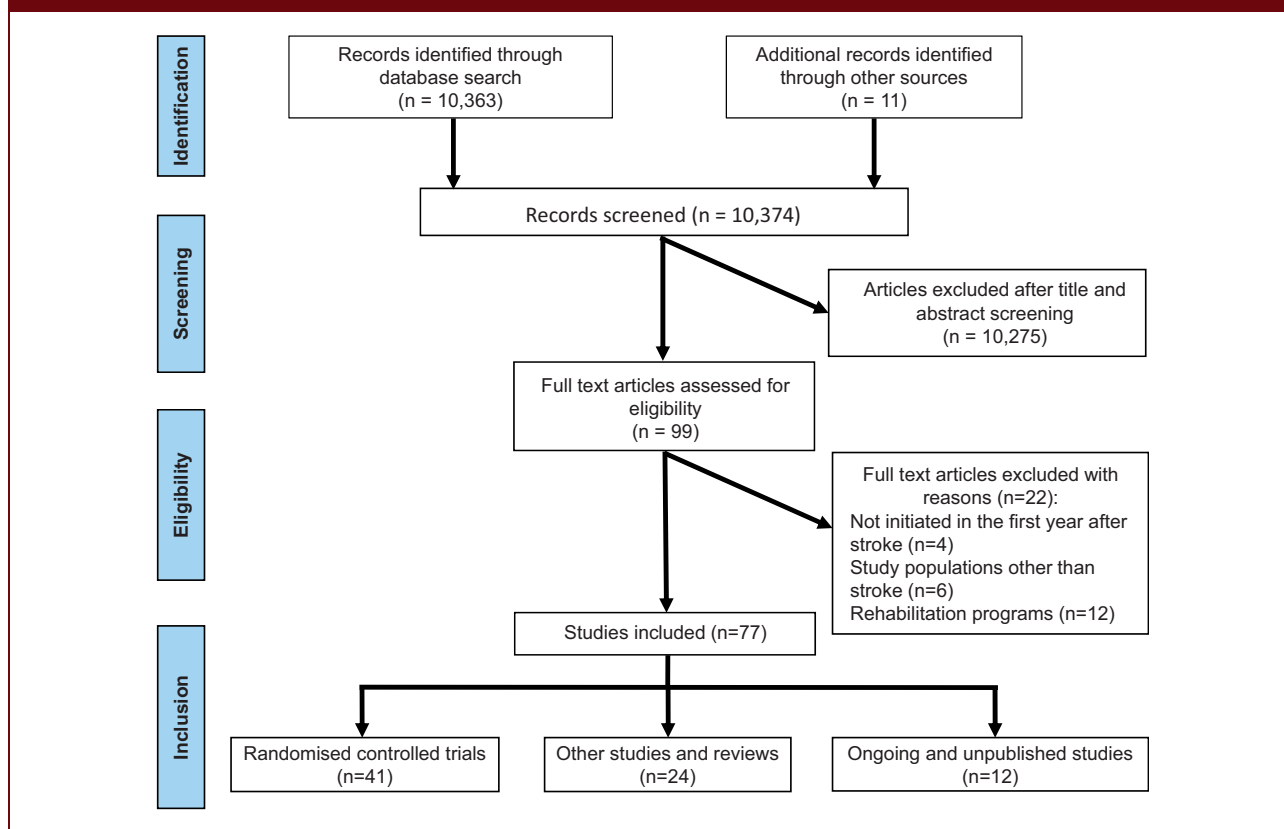 Identification
Records identified through
database search
(n = 10,363)
Additional records identified
through other sources
(n = 11)
Records screened (n = 10,374)
Screening
Articles excluded after title and
abstract screening
(n = 10,275)
Full text articles assessed for
eligibility
(n = 99)
Eligibility
Full text articles excluded with
reasons (n=22):
Not initiated in the first year after
stroke (n=4)
Study populations other than
stroke (n=6)
Rehabilitation programs (n=12)
Studies included (n=77)
Inclusion
Randomised controlled trials
(n=41)
Other studies and reviews
(n=24)
Ongoing and unpublished studies
(n=12)